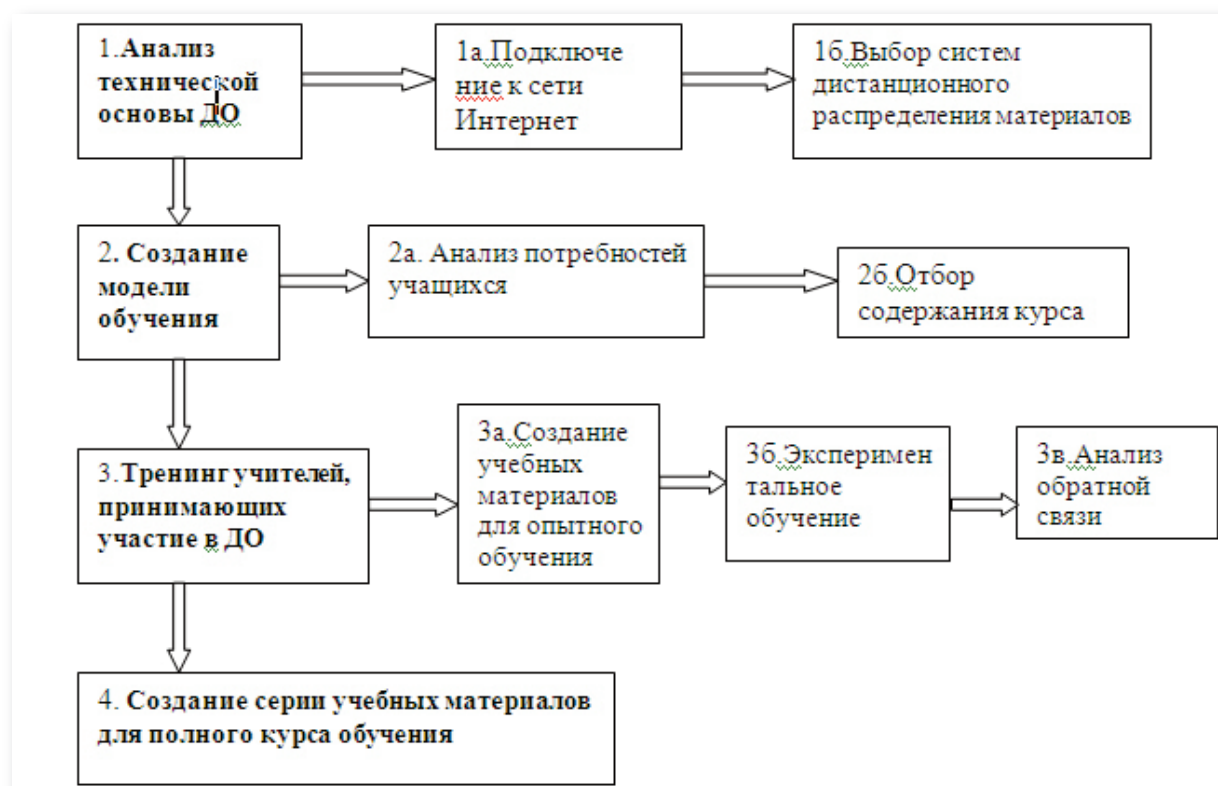 1.Анализ
технической
основы ДО
1а.Подключе
ние к сети
Интернет
1б.Выбор систем
дистанционного
распределения материалов
2. Создание
модели
обучения
2а. Анализ потребностей
учащихся
2б.Отбор
содержания курса
3.Тренинг учителей,
принимающих
участие в ДО
3а.Создание
учебных
материалов
для опытного
обучения
3б.Эксперимен
тальное
обучение
3в.Анализ
обратной
связи
4. Создание серии учебных материалов
для полного курса обучения